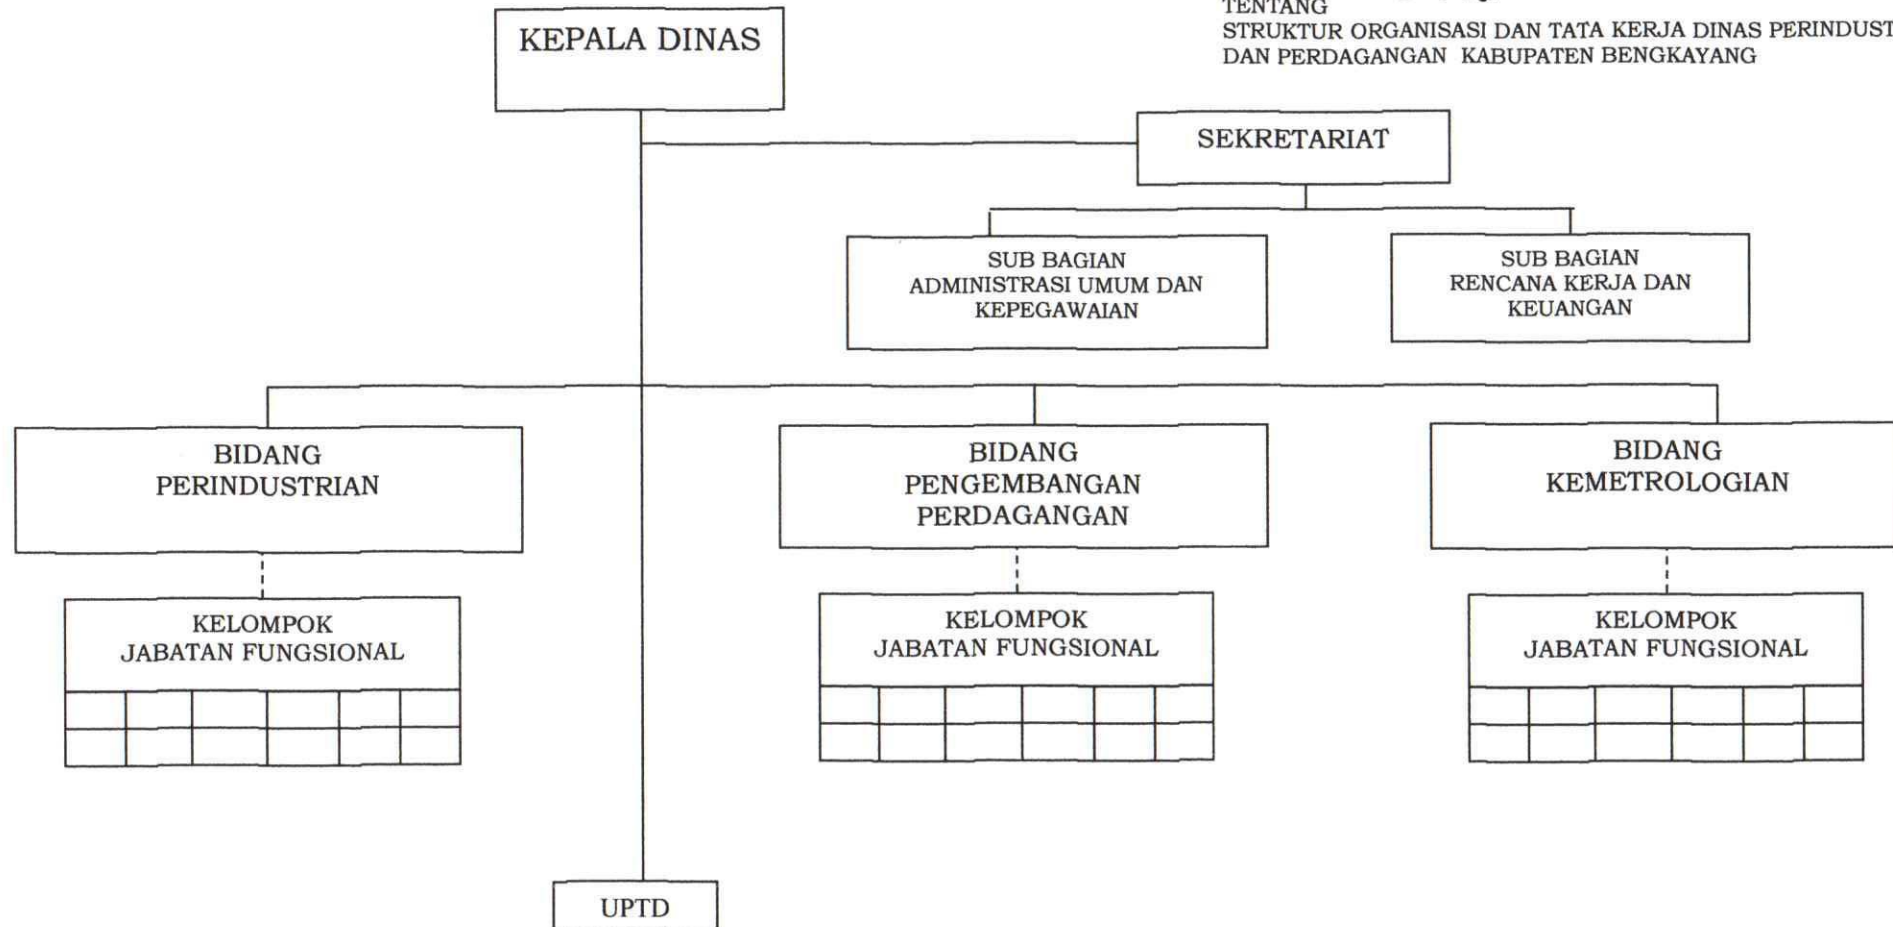 TENTANG
STRUKTUR ORGANISASI DAN TATA KERJA DINAS PERINDUST
DAN PERDAGANGAN KABUPATEN BENGKAYANG
KEPALA DINAS
SEKRETARIAT
SUB BAGIAN
ADMINISTRASI UMUM DAN
KEPEGAWAIAN
SUB BAGIAN
RENCANA KERJA DAN
KEUANGAN
BIDANG
PERINDUSTRIAN
BIDANG
PENGEMBANGAN
PERDAGANGAN
BIDANG
KEMETROLOGIAN
KELOMPOK
JABATAN FUNGSIONAL
KELOMPOK
JABATAN FUNGSIONAL
KELOMPOK
JABATAN FUNGSIONAL
UPTD